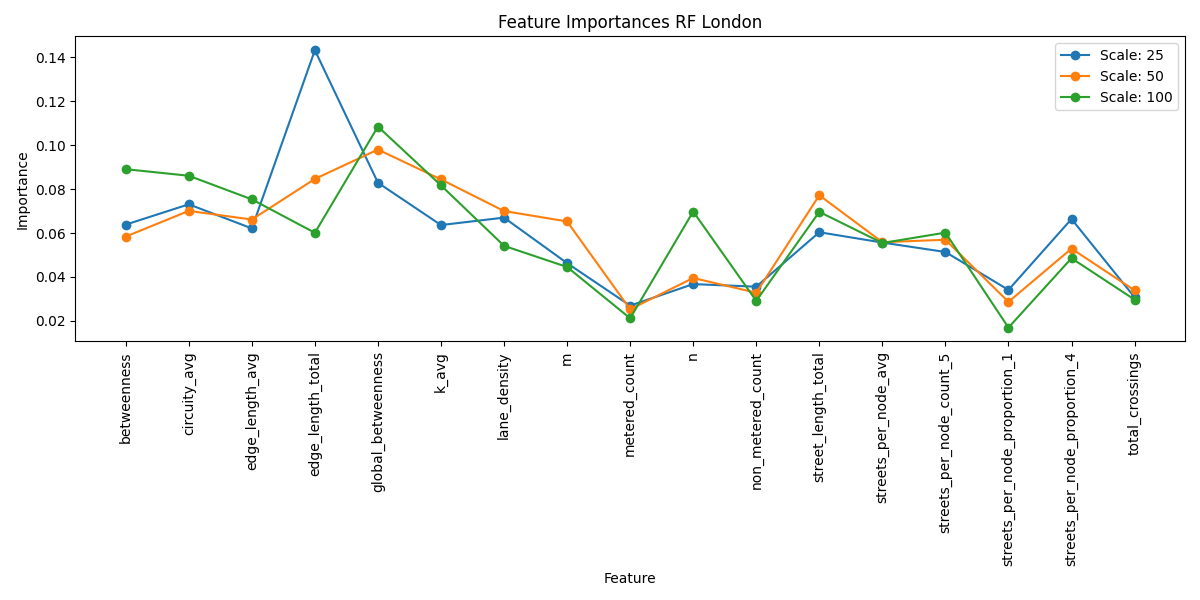 Feature Importances RF London
Scale: 25
Scale: 50
Scale: 100
Importance
0.14
0.12
0.10
0.08
0.06
0.04
0.02
betweenness
circuity_avg
edge_length_avg
edge_length_total
global_betweenness
k_avg
lane_density
m
metered_count
n
non_metered_count
street_length_total
streets_per_node_avg
streets_per_node_count_5
streets_per_node_proportion_1
streets_per_node_proportion_4
total_crossings
Feature